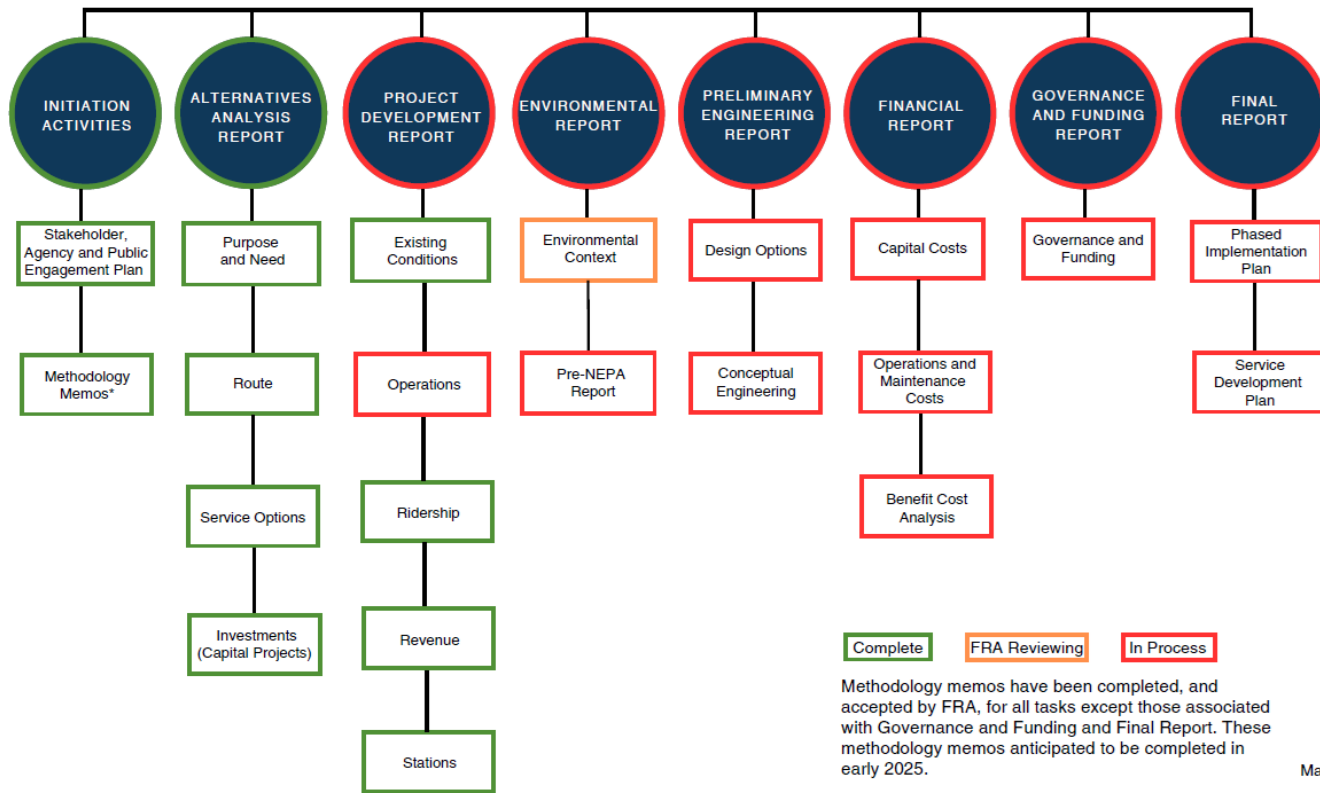 INITIATION
ACTIVITIES
ALTERNATIVES
ANALYSIS
REPORT
PROJECT
DEVELOPMENT
REPORT
ENVIRONMENTAL
REPORT
PRELIMINARY
ENGINEERING
REPORT
FINANCIAL
REPORT
GOVERNANCE
AND FUNDING
REPORT
FINAL
REPORT
Stakeholder,
Agency and Public
Engagement Plan
Purpose
and Need
Existing
Conditions
Environmental
Context
Design Options
Capital Costs
Governance and
Funding
Phased
Implementation
Plan
Methodology
Memos*
Route
Operations
Pre-NEPA
Report
Conceptual
Engineering
Operations and
Maintenance
Costs
Service
Development
Plan
Service Options
Ridership
Benefit Cost
Analysis
Investments
(Capital Projects)
Revenue
Stations
Complete
FRA Reviewing
In Process
Methodology memos have been completed, and
accepted by FRA, for all tasks except those associated
with Governance and Funding and Final Report. These
methodology memos anticipated to be completed in
early 2025.
Ma